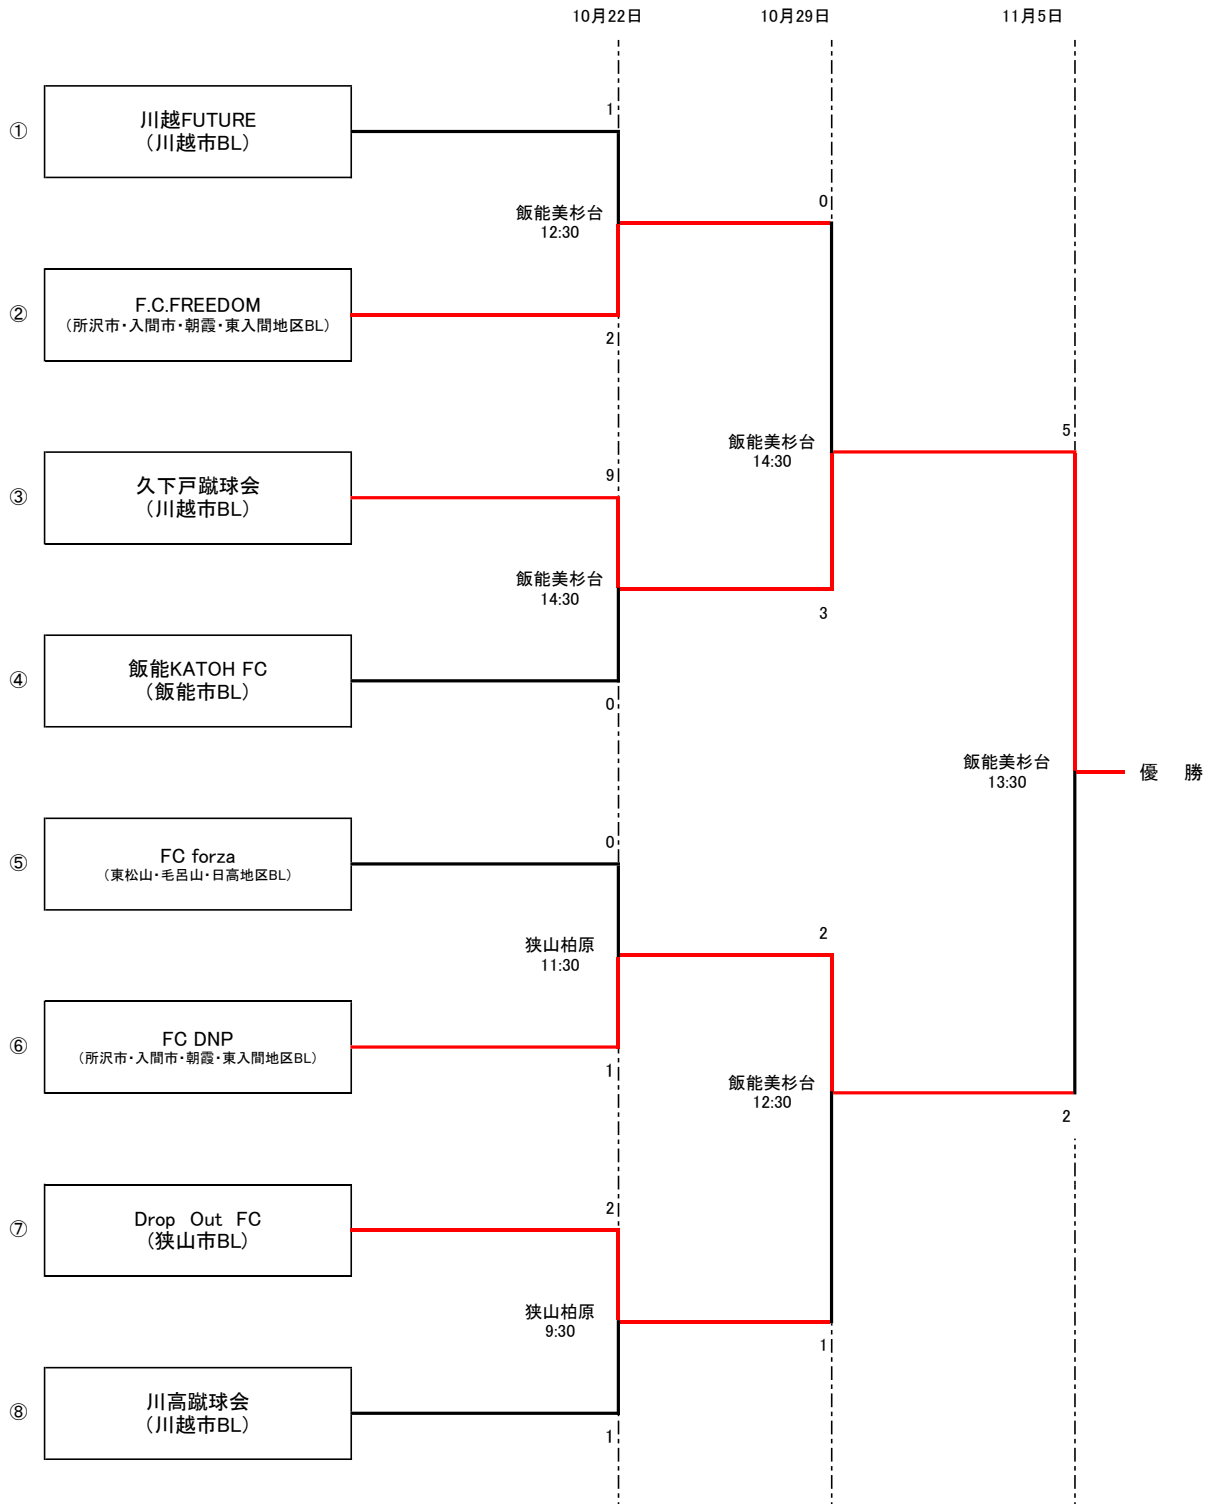 10月22日
10月29日
11月5日
①
川越FUTURE
（川越市BL）
1
飯能美杉台
12:30
0
②
F.C.FREEDOM
（所沢市・入間市・朝霞・東入間地区BL）
2
飯能美杉台
14:30
5
③
久下戸蹴球会
（川越市BL）
9
飯能美杉台
14:30
3
④
飯能KATOH FC
（飯能市BL）
0
飯能美杉台
13:30
優　勝
⑤
FC forza
（東松山・毛呂山・日高地区BL）
0
狭山柏原
11:30
2
⑥
FC DNP
（所沢市・入間市・朝霞・東入間地区BL）
1
飯能美杉台
12:30
2
⑦
Drop Out FC
（狭山市BL）
2
狭山柏原
9:30
1
⑧
川高蹴球会
（川越市BL）
1